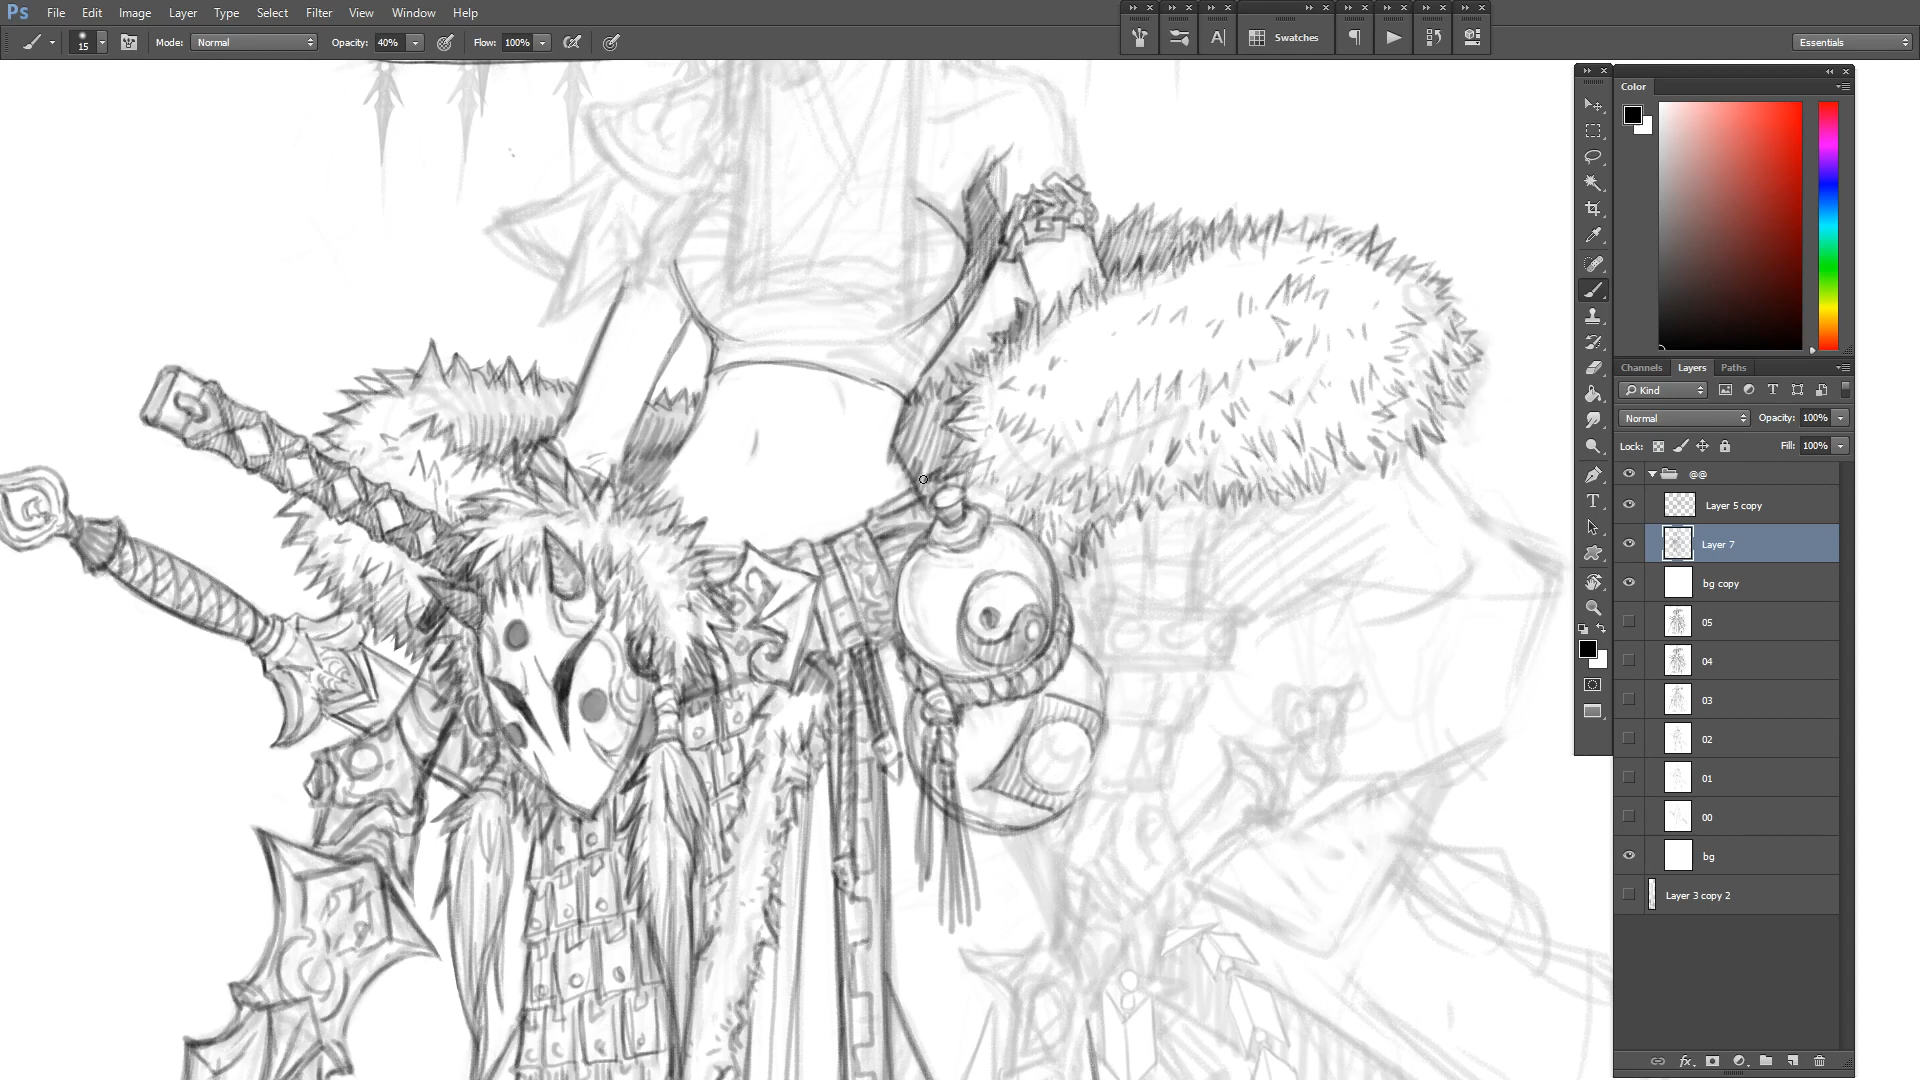 Ps File Edit Image Layer Type Select Filter View Window Help
15 Mode: Normal Opacity: 40% Flow: 100%
A Swatches
Essentials
Color
Channels Layers Paths
Kind T
Normal Opacity: 100%
Lock: Fill: 100%
@@
Layer 5 copy
Layer 7
bg copy
05
04
03
02
01
00
bg
Layer 3 copy 2
T
fx